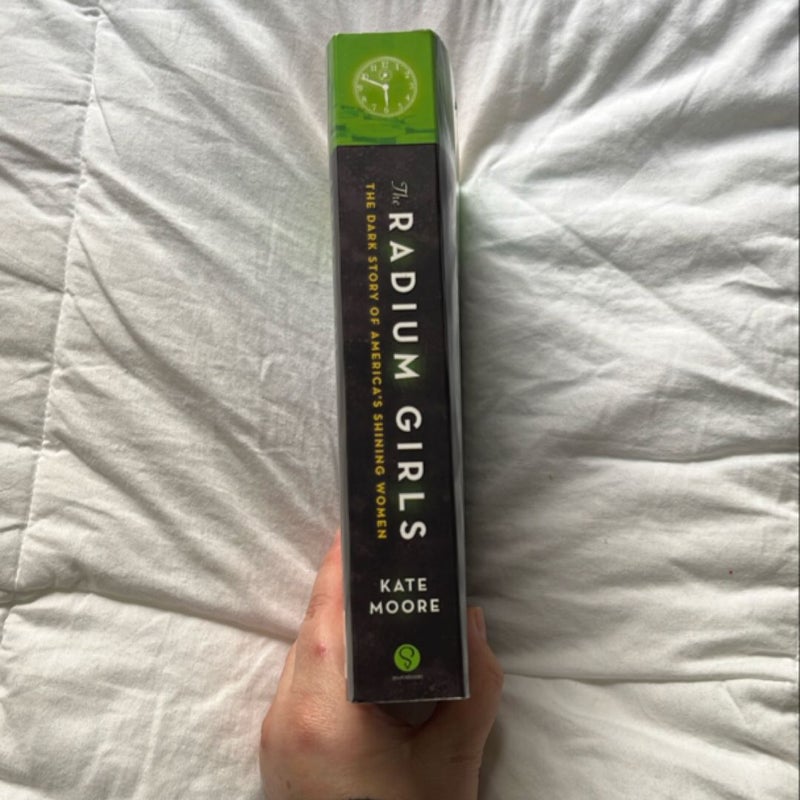 The RADIUM GIRLS
THE DARK STORY OF AMERICA'S SHINING WOMEN
KATE
MOORE